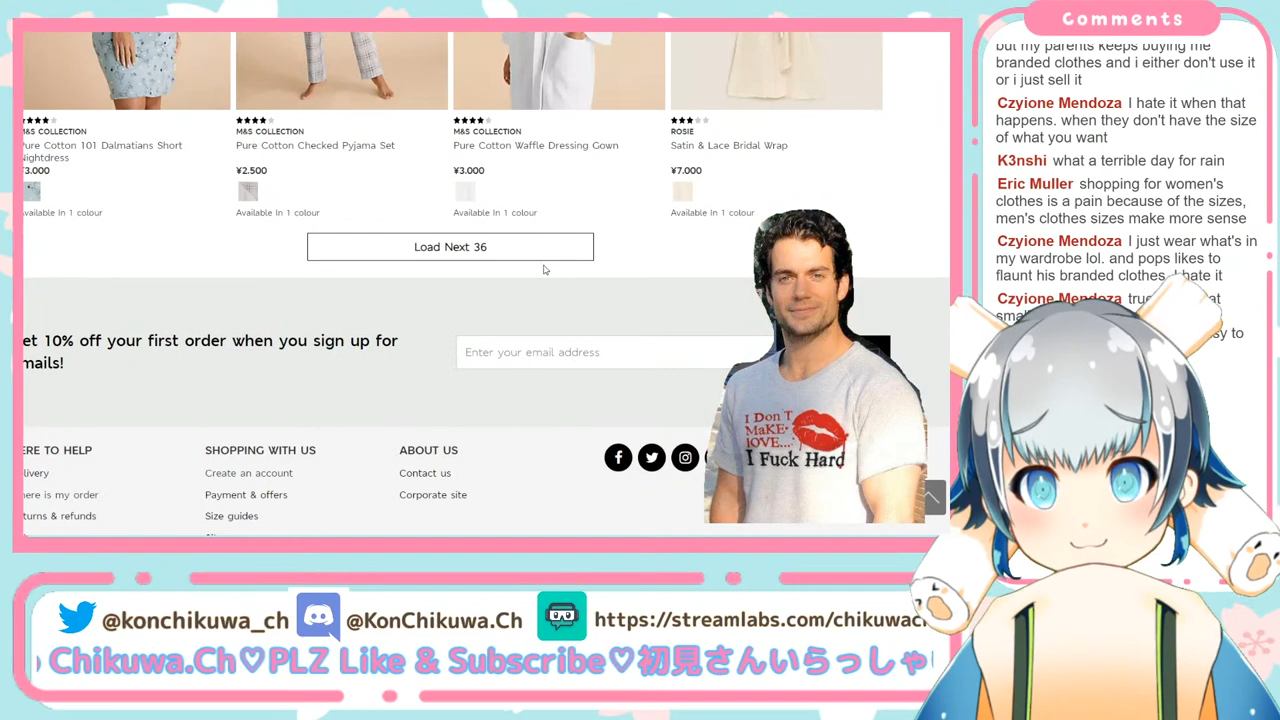 Comments
but my parents keeps buying me
branded clothes and i either don't use it
or i just sell it
Czyione Mendoza I hate it when that
happens. when they don't have the size
of what you want
K3nshi what a terrible day for rain
Eric Muller shopping for women's
clothes is a pain because of the sizes,
men's clothes sizes make more sense
Czyione Mendoza I just wear what's in
my wardrobe lol. and pops likes to
flaunt his branded clothes. I hate it
Czyione Mendoza
M&S COLLECTION
Pure Cotton 101 Dalmatians Short
Nightdress
¥3.000
Available In 1 colour
M&S COLLECTION
Pure Cotton Checked Pyjama Set
¥2.500
Available In 1 colour
M&S COLLECTION
Pure Cotton Waffle Dressing Gown
¥3.000
Available In 1 colour
ROSIE
Satin & Lace Bridal Wrap
¥7.000
Available In 1 colour
Load Next 36
et 10% off your first order when you sign up for
mails!
Enter your email address
I DON'T
MAKE
LOVE...
I Fuck Hard
ERE TO HELP
livery
here is my order
turns & refunds
SHOPPING WITH US
Create an account
Payment & offers
Size guides
ABOUT US
Contact us
Corporate site
@konchikuwa_ch
@KonChikuwa.Ch
https://streamlabs.com/chikuwac
Chikuwa.Ch♡PLZ Like & Subscribe♡初見さんいらっしゃ